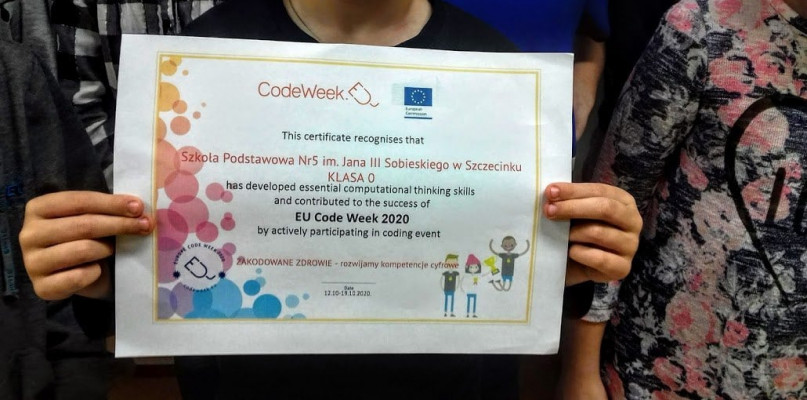 CodeWeek.
European
Commission
This certificate recognises that
Szkoła Podstawowa Nr5 im. Jana III Sobieskiego w Szczecinku
KLASA 0
has developed essential computational thinking skills
and contributed to the success of
EU Code Week 2020
by actively participating in coding event
ZAKODOWANE ZDROWIE - rozwijamy kompetencje cyfrowe
Date
12.10-19.10.2020.